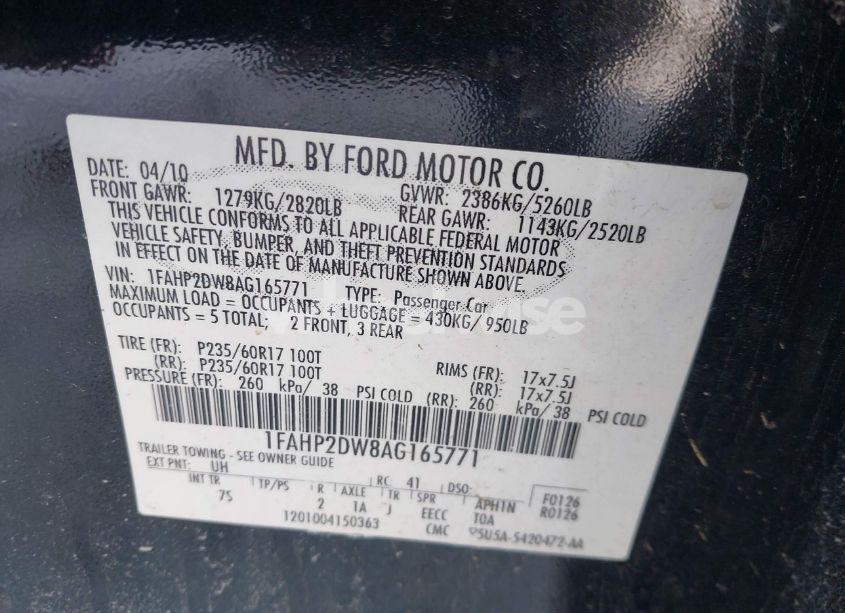 MFD. BY FORD MOTOR CO.
DATE: 04/10 GVWR: 2386KG/5260LB
FRONT GAWR: 1279KG/2820LB REAR GAWR: 1143KG/2520LB
THIS VEHICLE CONFORMS TO ALL APPLICABLE FEDERAL MOTOR
VEHICLE SAFETY, BUMPER, AND THEFT PREVENTION STANDARDS
IN EFFECT ON THE DATE OF MANUFACTURE SHOWN ABOVE.
VIN: 1FAHP2DW8AG165771 TYPE: Passenger Car
MAXIMUM LOAD = OCCUPANTS + LUGGAGE = 430KG/ 950LB
OCCUPANTS = 5 TOTAL: 2 FRONT, 3 REAR
TIRE (FR): P235/60R17 100T RIMS (FR): 17x7.5J
(RR): P235/60R17 100T (RR): 17x7.5J
PRESSURE (FR): 260 kPa/ 38 PSI COLD (RR): 260 kPa/38 PSI COLD
1FAHP2DW8AG165771
TRAILER TOWING - SEE OWNER GUIDE
EXT PNT: UH RC 41 DSO: F0126
INT TR TP/PS R AXLE TR SPR APH1N R0126
7S 2 1A J EECC TOA
1201004150363 CMC 5U5A-5420472-AA